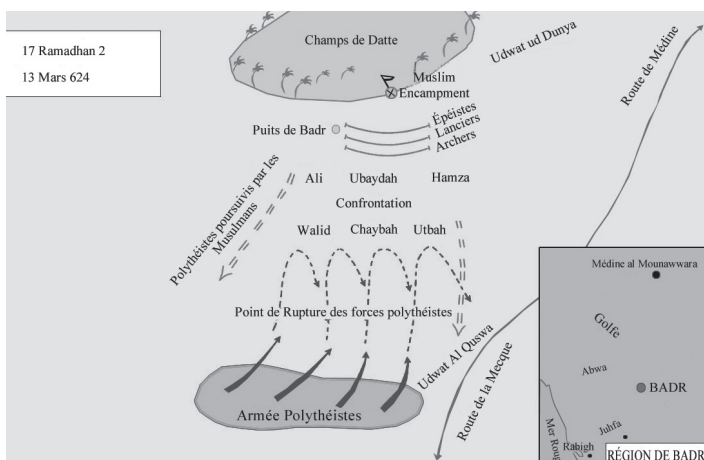 17 Ramadhan 2
13 Mars 624
Champs de Datte
Udwat ud Dunya
Route de Médine
Muslim
Encampment
Puits de Badr
Épéistes
Lanciers
Archers
Ali Ubaydah Hamza
Confrontation
Walid Chaybah Utbah
Polythéistes poursuivis par les
Musulmans
Point de Rupture des forces polythéistes
Udwat Al Quswa
Armée Polythéistes
Route de la Mecque
Médine al Mounawwara
Golfe
Abwa
BADR
Juhfa
Mer Roug
Rabigh
RÉGION DE BADR